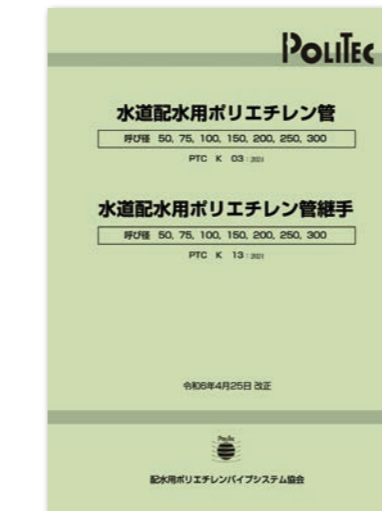 POLITEC
水道配水用ポリエチレン管
呼び径 50, 75, 100, 150, 200, 250, 300
PTC K 03 : 2024
水道配水用ポリエチレン管継手
呼び径 50, 75, 100, 150, 200, 250, 300
PTC K 13 :
令和6年4月25日 改正
PoliTec
配水用ポリエチレンパイプシステム協会